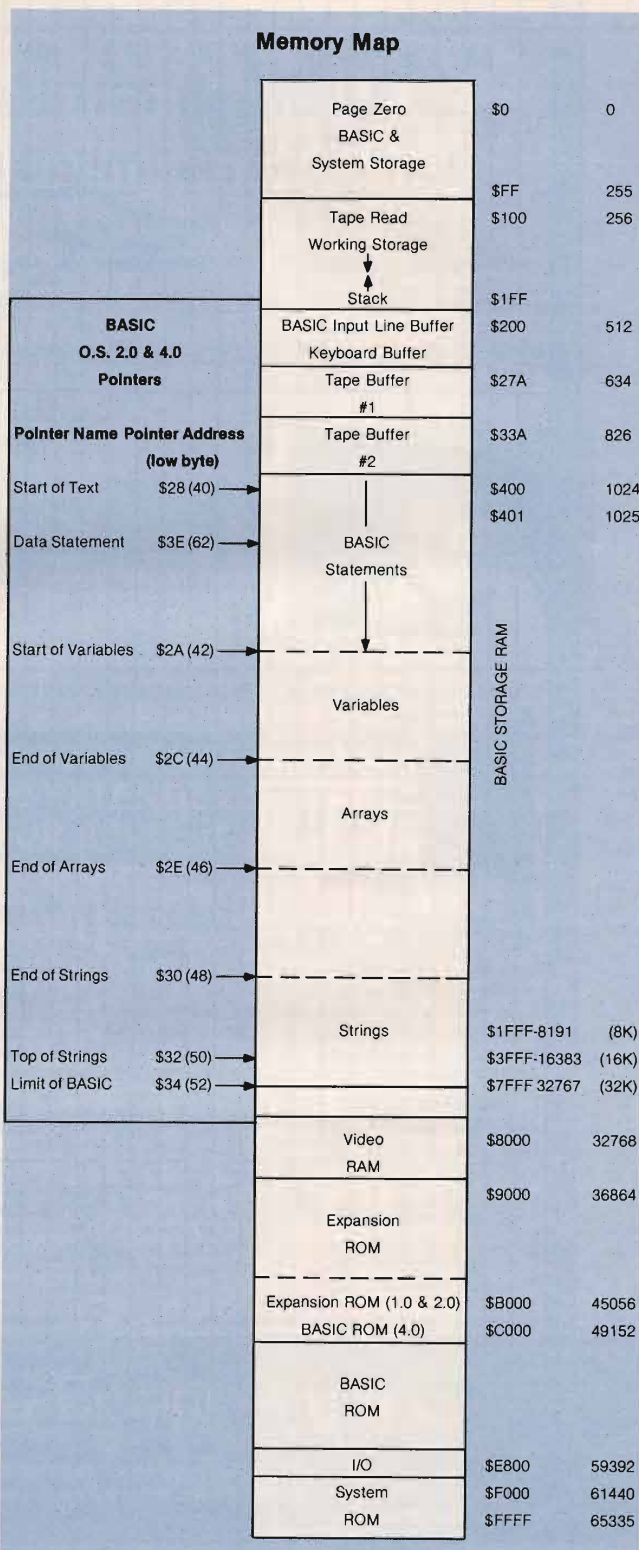 Memory Map
Page Zero $0 0
BASIC &
System Storage
$FF 255
Tape Read $100 256
Working Storage
Stack $1FF
BASIC Input Line Buffer $200 512
Keyboard Buffer
Tape Buffer $27A 634
#1
Tape Buffer $33A 826
#2
BASIC
O.S. 2.0 & 4.0
Pointers
Pointer Name Pointer Address
(low byte)
Start of Text $28 (40) $400 1024
$401 1025
Data Statement $3E (62) BASIC
Statements
Start of Variables $2A (42)
Variables
BASIC STORAGE RAM
End of Variables $2C (44)
Arrays
End of Arrays $2E (46)
End of Strings $30 (48)
Strings $1FFF-8191 (8K)
Top of Strings $32 (50) $3FFF-16383 (16K)
Limit of BASIC $34 (52) $7FFF 32767 (32K)
Video $8000 32768
RAM
$9000 36864
Expansion
ROM
Expansion ROM (1.0 & 2.0) $B000 45056
BASIC ROM (4.0) $C000 49152
BASIC
ROM
I/O $E800 59392
System $F000 61440
ROM $FFFF 65335